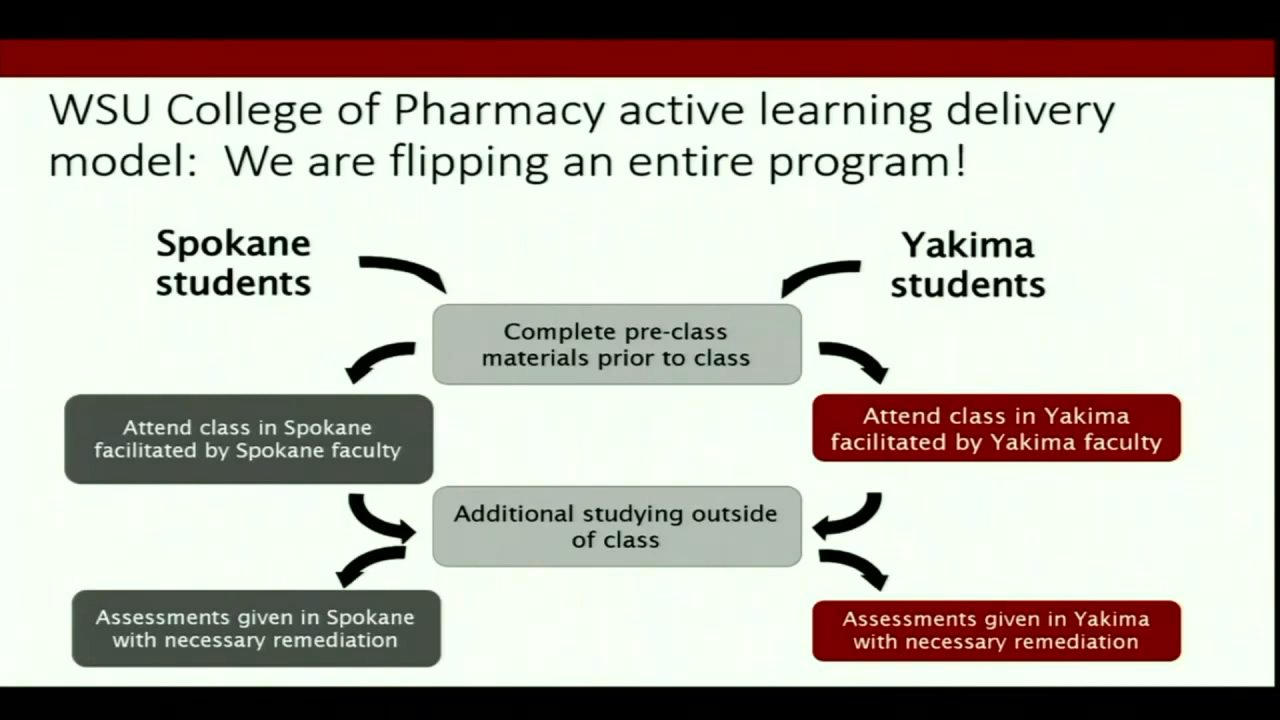 WSU College of Pharmacy active learning delivery
model:  We are flipping an entire program!
Spokane
students
Yakima
students
Complete pre-class
materials prior to class
Attend class in Spokane
facilitated by Spokane faculty
Attend class in Yakima
facilitated by Yakima faculty
Additional studying outside
of class
Assessments given in Spokane
with necessary remediation
Assessments given in Yakima
with necessary remediation